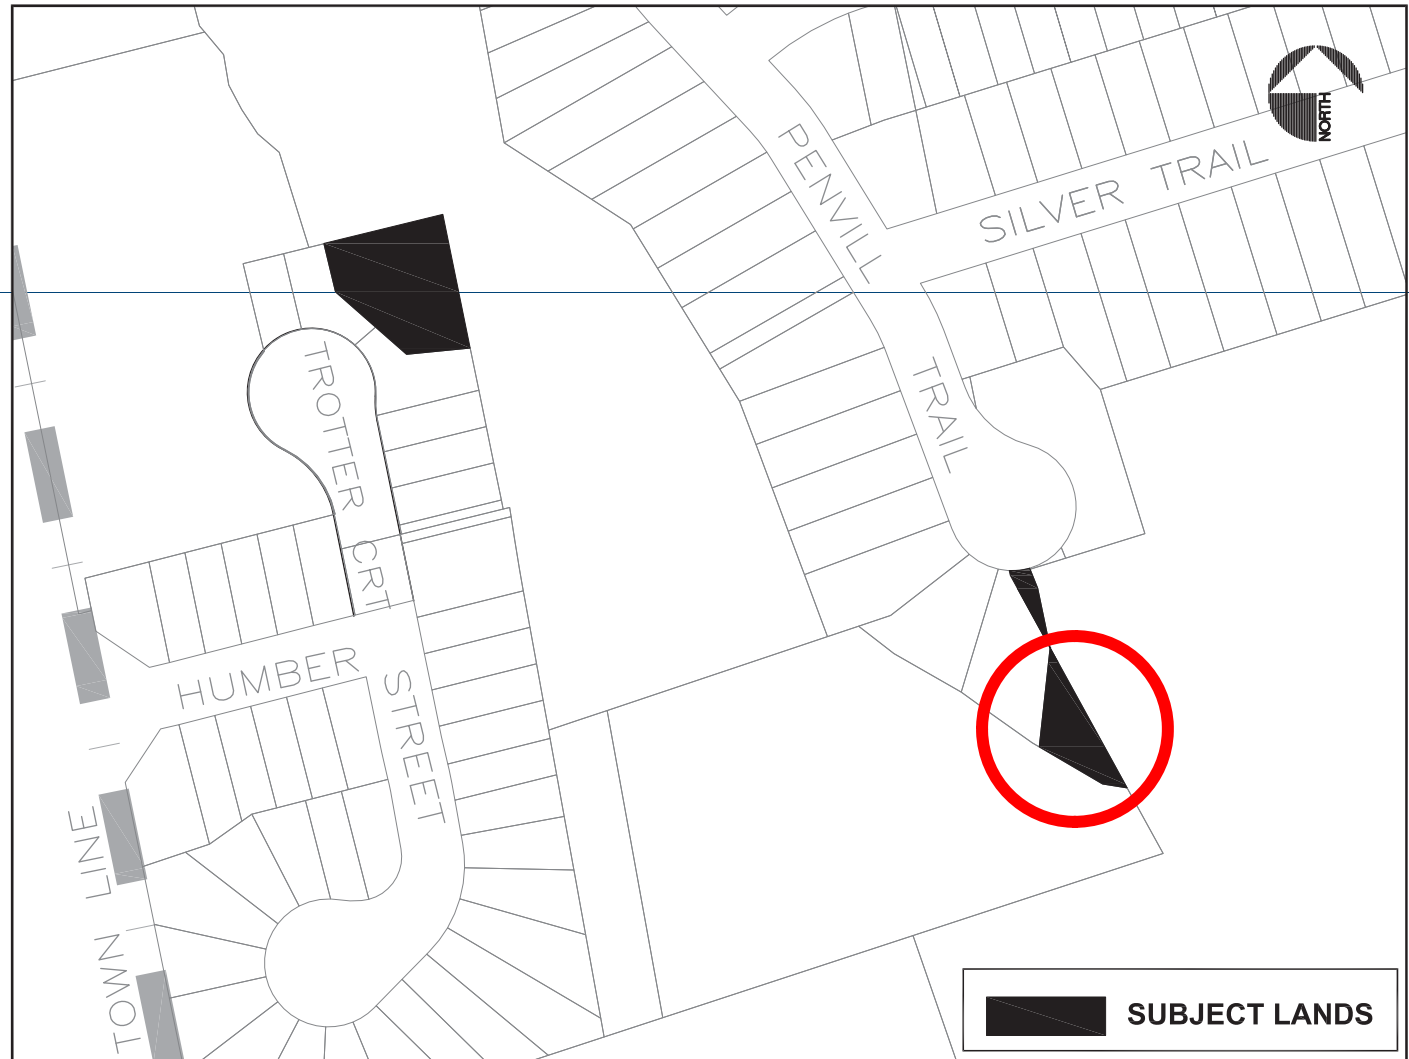 NORTH
PENVILL TRAIL
SILVER TRAIL
TROTTER CRT
HUMBER STREET
TOWN LINE
SUBJECT LANDS